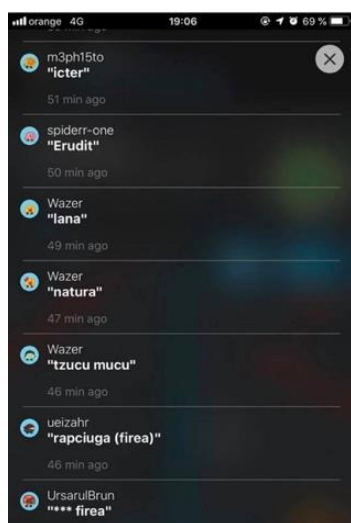 orange 4G 19:06 69 %
m3ph15to
"icter"
51 min ago
spiderr-one
"Erudit"
50 min ago
Wazer
"lana"
49 min ago
Wazer
"natura"
47 min ago
Wazer
"tzucu mucu"
46 min ago
ueizahr
"rapciuga (firea)"
46 min ago
UrsarulBrun
"*** firea"